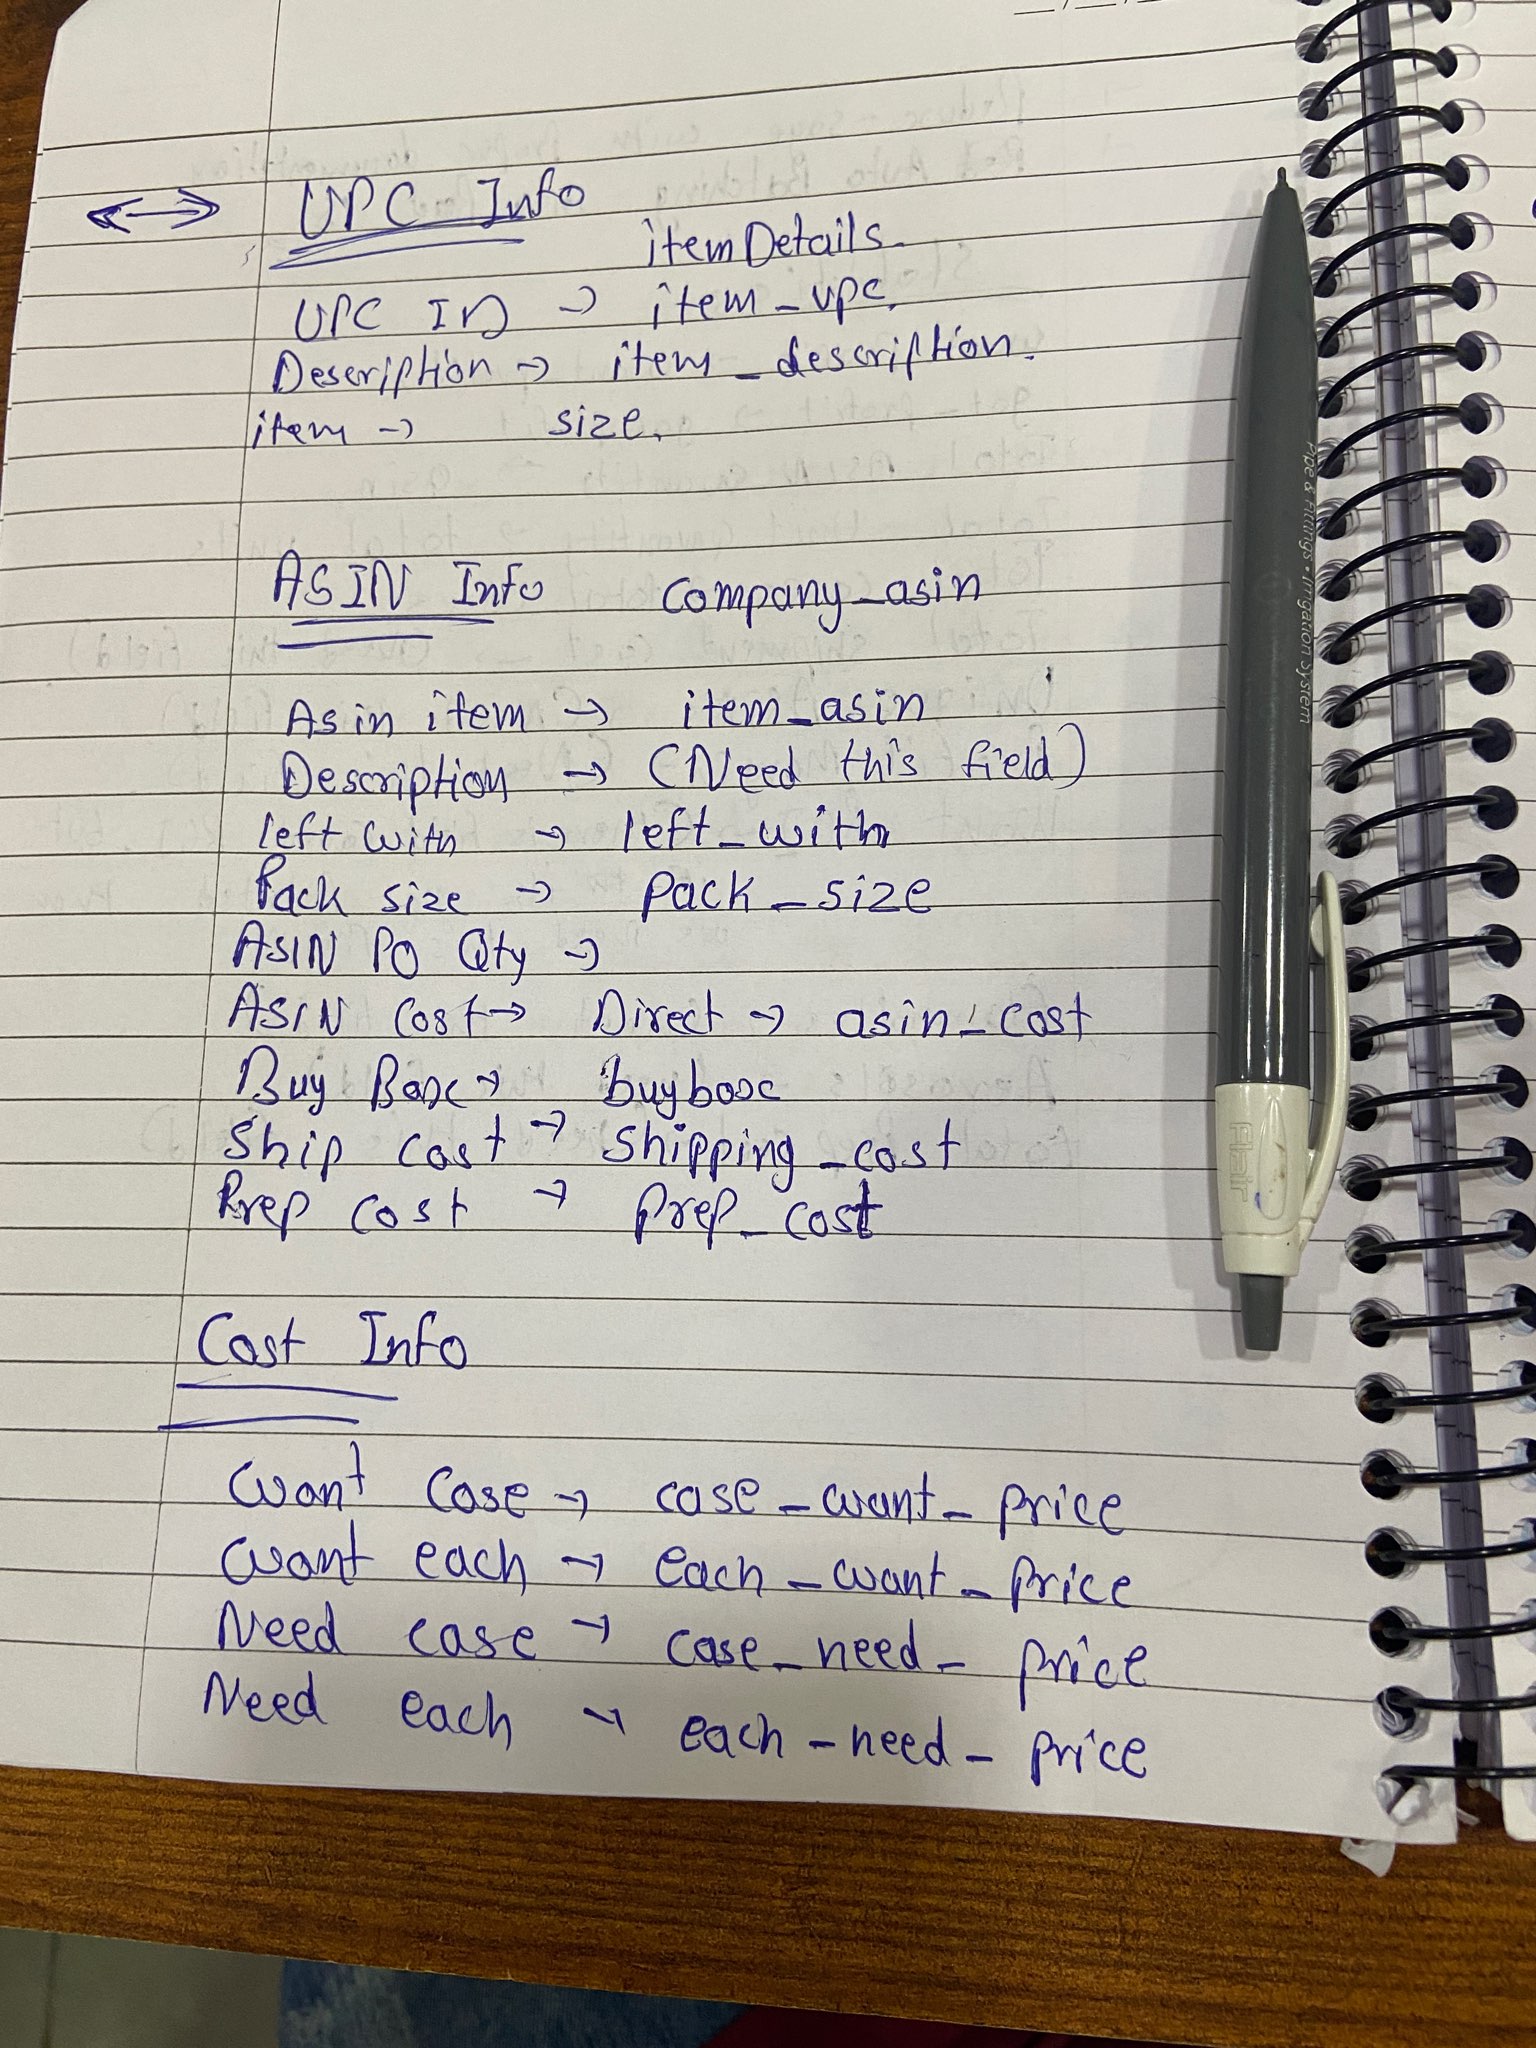 UPC Info
itemDetails.
UPC ID → item_upc.
Description → item_description.
item → size.
ASIN Info company_asin
Asin item → item_asin
Description → (Need this field)
left with → left_with
Pack size → pack_size
ASIN PO Qty →
ASIN Cost → Direct → asin_cost
Buy Box → buybox
Ship cost → shipping_cost
Prep cost → prep_cost
Cost Info
Want Case → case_want_price
Want each → each_want_price
Need case → case_need_price
Need each → each_need_price
Pipe & Fittings • Irrigation System
Flair